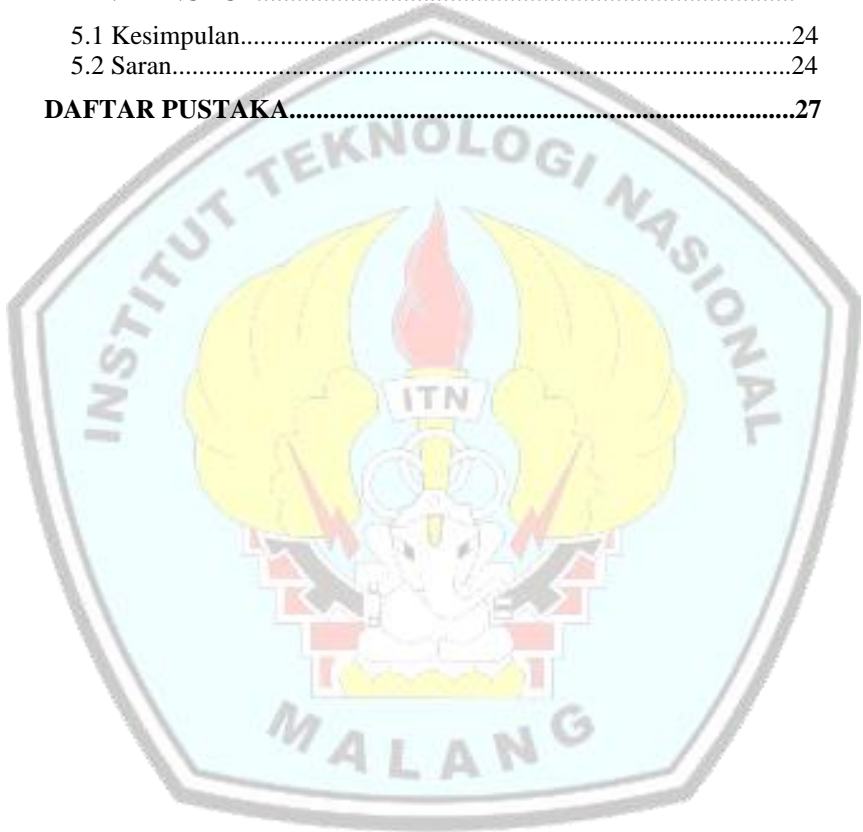 5.1 Kesimpulan....................................................................................24
5.2 Saran..............................................................................................24
DAFTAR PUSTAKA...........................................................................27
INSTITUT TEKNOLOGI NASIONAL
ITN
MALANG